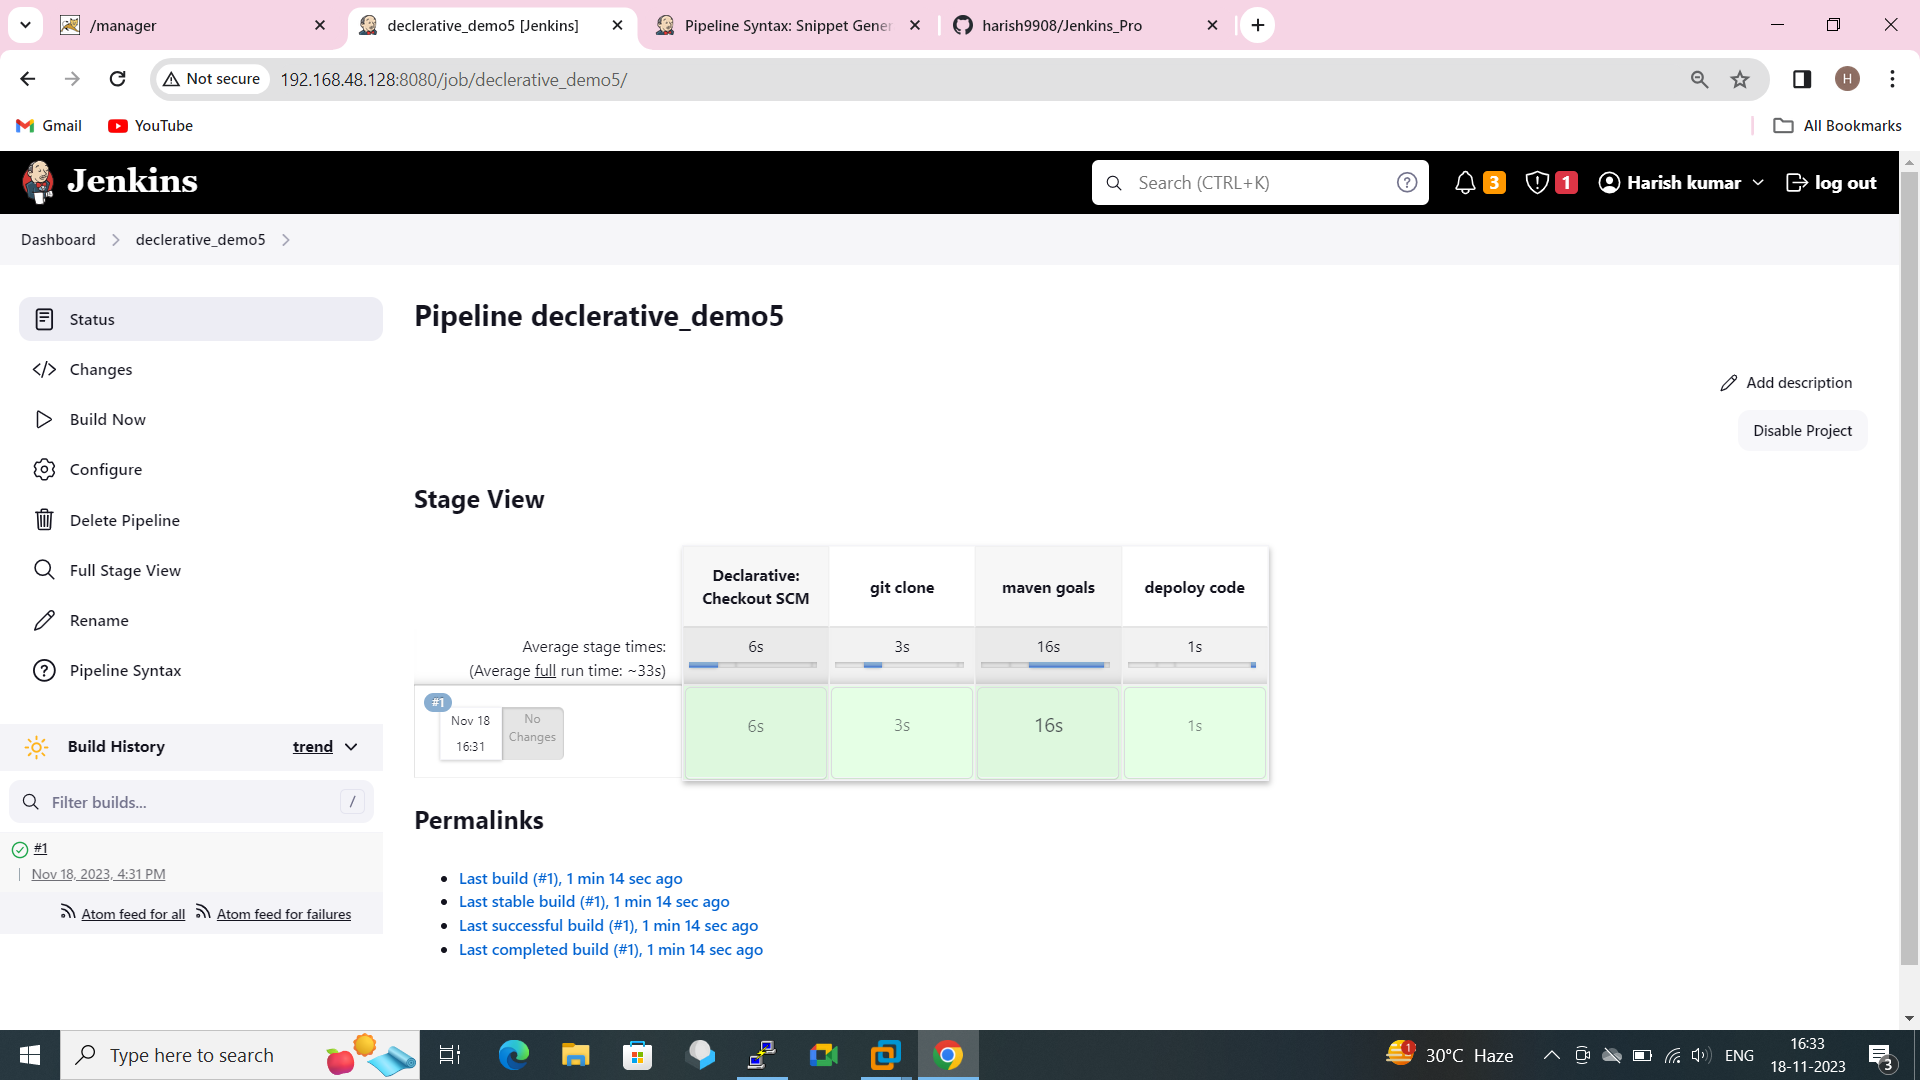 /manager
declerative_demo5 [Jenkins]
Pipeline Syntax: Snippet Gener
harish9908/Jenkins_Pro
Not secure
192.168.48.128:8080/job/declerative_demo5/
H
Gmail
YouTube
All Bookmarks
Jenkins
Search (CTRL+K)
?
3
1
Harish kumar
log out
Dashboard
declerative_demo5
Status
Changes
Build Now
Configure
Delete Pipeline
Full Stage View
Rename
Pipeline Syntax
Build History
trend
Filter builds...
/
#1
Nov 18, 2023, 4:31 PM
Atom feed for all
Atom feed for failures
Pipeline declerative_demo5
Add description
Disable Project
Stage View
Declarative:
Checkout SCM
git clone
maven goals
depoloy code
Average stage times:
(Average full run time: ~33s)
6s
3s
16s
1s
#1
Nov 18
16:31
No
Changes
6s
3s
16s
1s
Permalinks
Last build (#1), 1 min 14 sec ago
Last stable build (#1), 1 min 14 sec ago
Last successful build (#1), 1 min 14 sec ago
Last completed build (#1), 1 min 14 sec ago
Type here to search
1
30°C Haze
ENG
16:33
18-11-2023
3